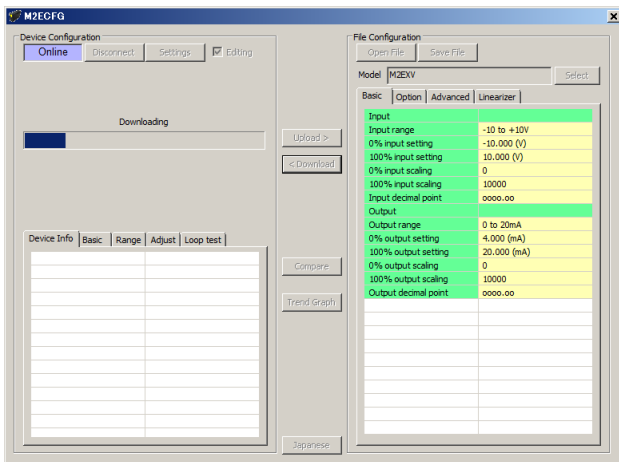 M2ECFG
Device Configuration
Online Disconnect Settings Editing
Downloading
Device Info Basic Range Adjust Loop test
Upload >
< Download
Compare
Trend Graph
Japanese
File Configuration
Open File Save File
Model M2EXV Select
Basic Option Advanced Linearizer
Input
Input range -10 to +10V
0% input setting -10.000 (V)
100% input setting 10.000 (V)
0% input scaling 0
100% input scaling 10000
Input decimal point oooo.oo
Output
Output range 0 to 20mA
0% output setting 4.000 (mA)
100% output setting 20.000 (mA)
0% output scaling 0
100% output scaling 10000
Output decimal point oooo.oo